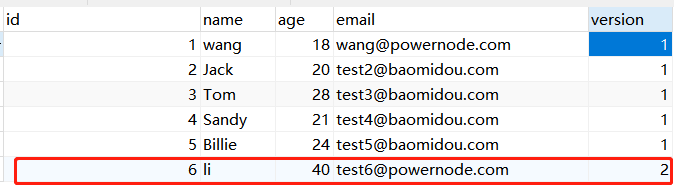 id name age email version
1 wang 18 wang@powernode.com 1
2 Jack 20 test2@baomidou.com 1
3 Tom 28 test3@baomidou.com 1
4 Sandy 21 test4@baomidou.com 1
5 Billie 24 test5@baomidou.com 1
6 li 40 test6@powernode.com 2